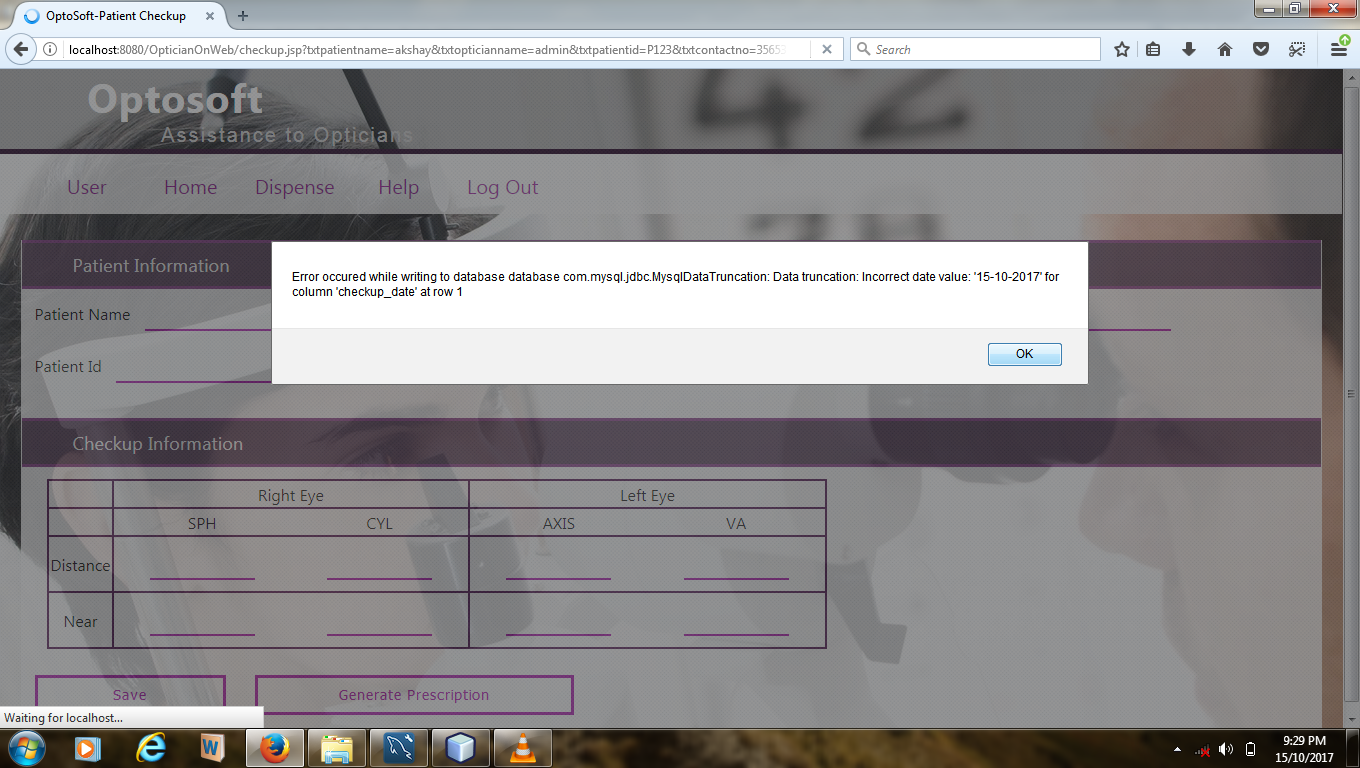 OptoSoft-Patient Checkup
localhost:8080/OpticianOnWeb/checkup.jsp?txtpatientname=akshay&txtopticianname=admin&txtpatientid=P123&txtcontactno=35653
Search
Optosoft
Assistance to Opticians
User Home Dispense Help Log Out
Patient Information
Error occured while writing to database database com.mysql.jdbc.MysqlDataTruncation: Data truncation: Incorrect date value: '15-10-2017' for
column 'checkup_date' at row 1
OK
Patient Name
Patient Id
Checkup Information
Right Eye Left Eye
SPH CYL AXIS VA
Distance
Near
Save Generate Prescription
Waiting for localhost...
9:29 PM
15/10/2017